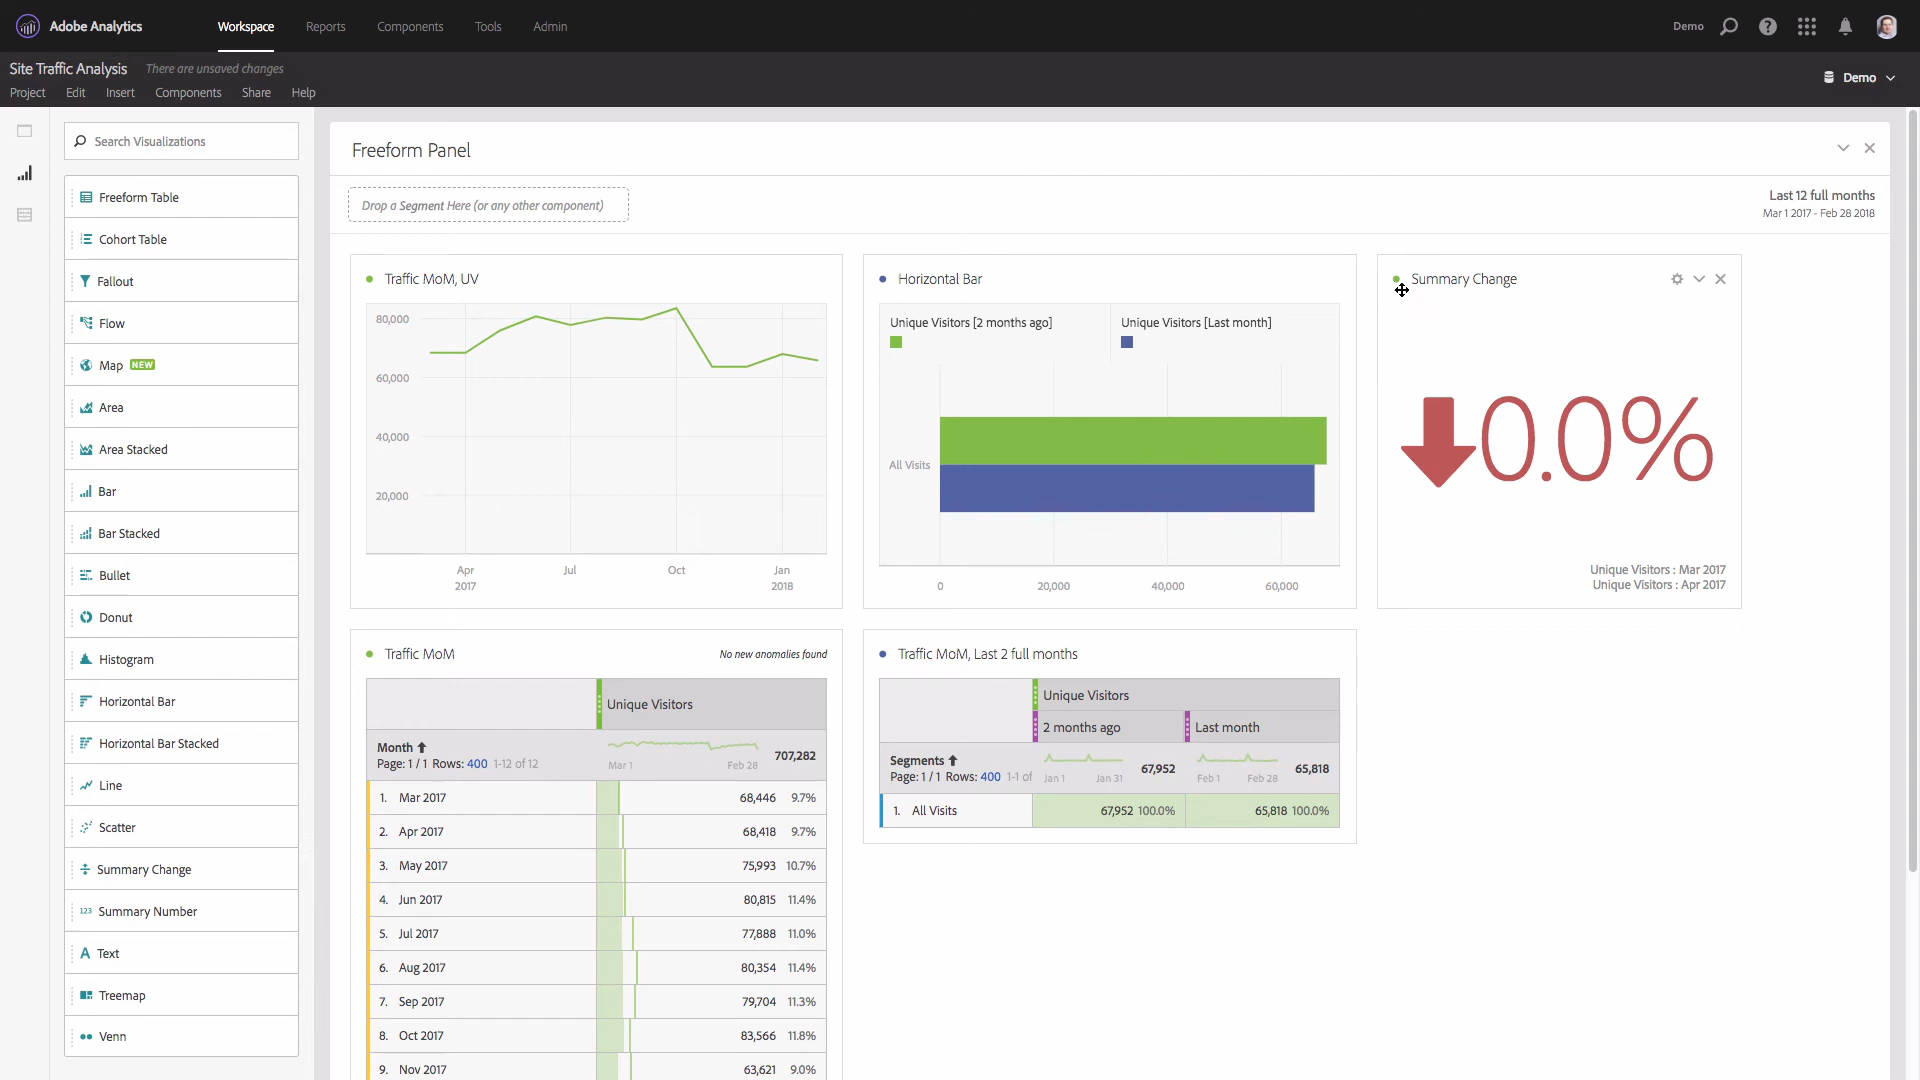 Adobe Analytics
Workspace
Reports
Components
Tools
Admin
Demo
Site Traffic Analysis
There are unsaved changes
Project
Edit
Insert
Components
Share
Help
Demo
Search Visualizations
Freeform Table
Cohort Table
Fallout
Flow
Map NEW
Area
Area Stacked
Bar
Bar Stacked
Bullet
Donut
Histogram
Horizontal Bar
Horizontal Bar Stacked
Line
Scatter
Summary Change
123 Summary Number
A Text
Treemap
Venn
Freeform Panel
Drop a Segment Here (or any other component)
Last 12 full months
Mar 1 2017 - Feb 28 2018
Traffic MoM, UV
80,000
60,000
40,000
20,000
Apr
2017
Jul
Oct
Jan
2018
Horizontal Bar
Unique Visitors [2 months ago]
Unique Visitors [Last month]
All Visits
0
20,000
40,000
60,000
Summary Change
0.0%
Unique Visitors : Mar 2017
Unique Visitors : Apr 2017
Traffic MoM
No new anomalies found
Unique Visitors
Month
Page: 1 / 1 Rows: 400 1-12 of 12
Mar 1
Feb 28
707,282
1. Mar 2017 68,446 9.7%
2. Apr 2017 68,418 9.7%
3. May 2017 75,993 10.7%
4. Jun 2017 80,815 11.4%
5. Jul 2017 77,888 11.0%
6. Aug 2017 80,354 11.4%
7. Sep 2017 79,704 11.3%
8. Oct 2017 83,566 11.8%
9. Nov 2017 63,621 9.0%
Traffic MoM, Last 2 full months
Unique Visitors
2 months ago
Last month
Segments
Page: 1 / 1 Rows: 400 1-1 of
Jan 1
Jan 31
67,952
Feb 1
Feb 28
65,818
1. All Visits 67,952 100.0% 65,818 100.0%